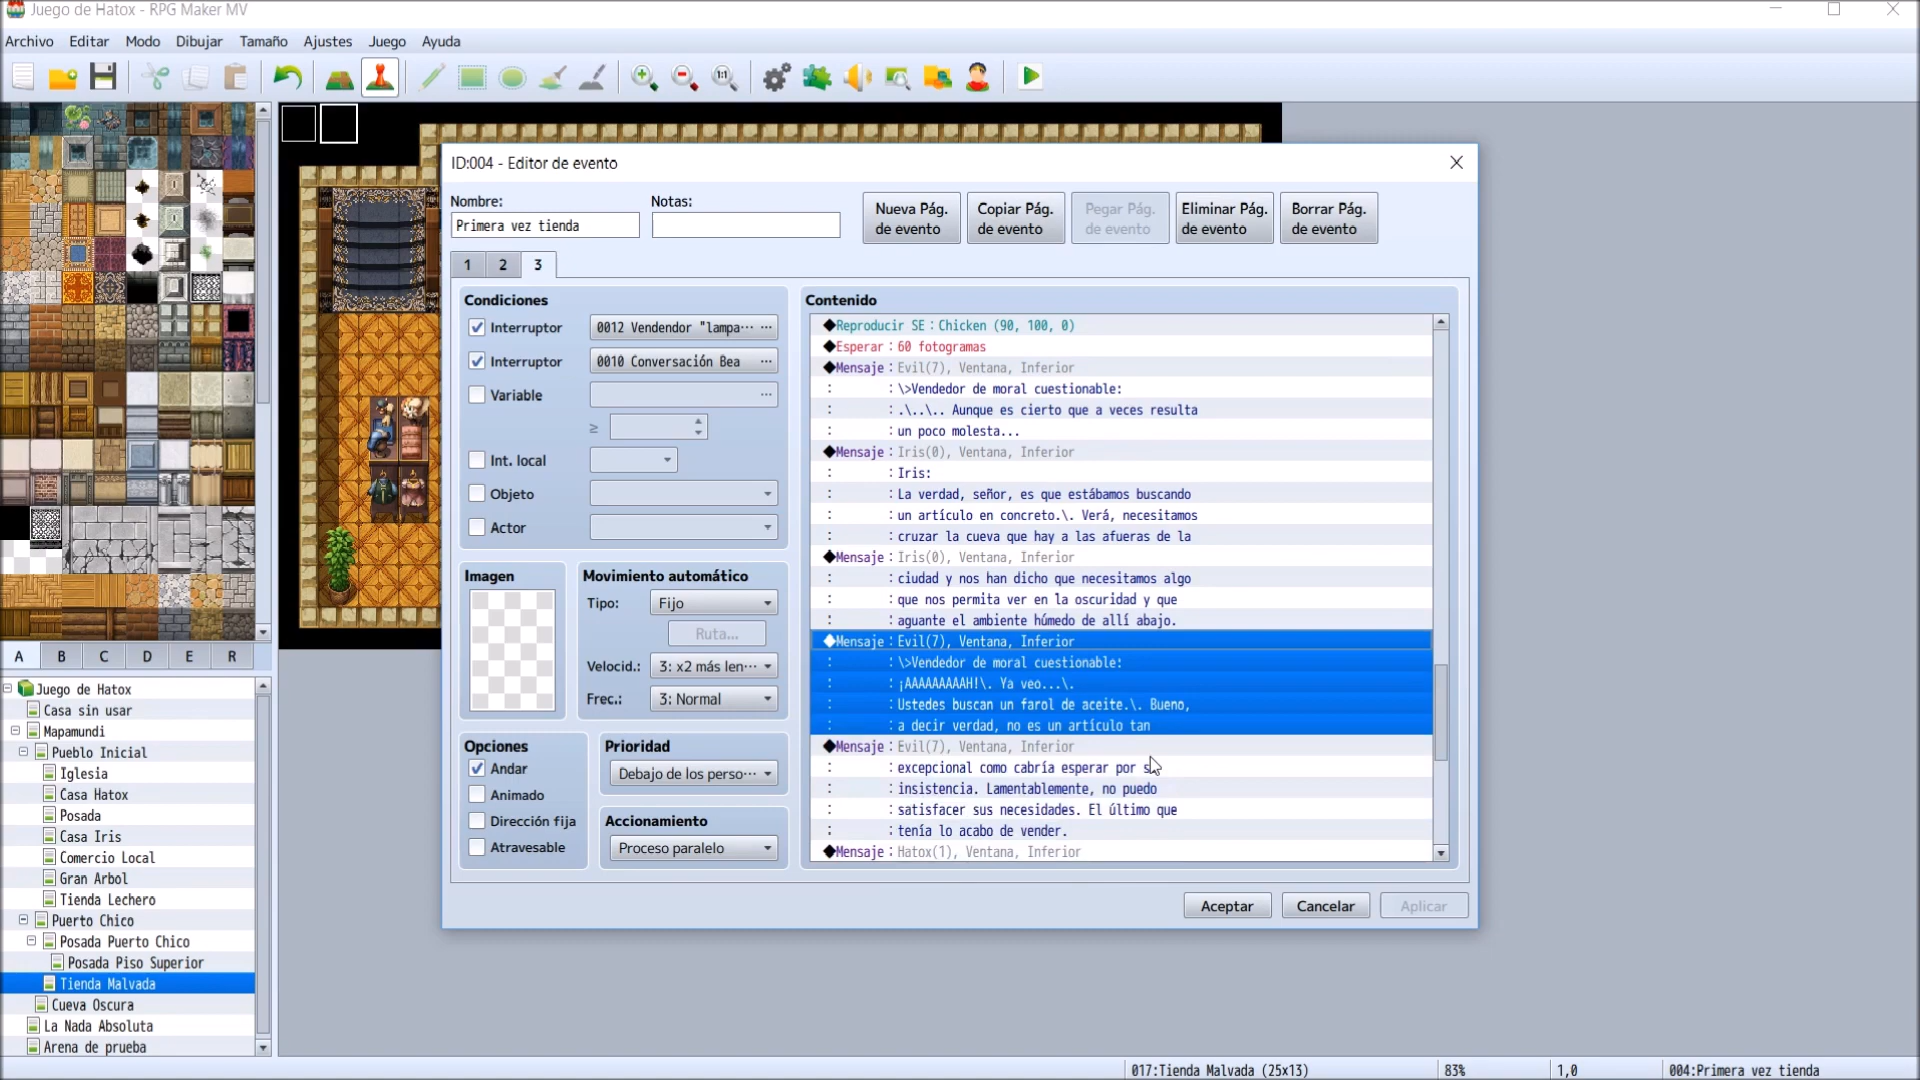 Juego de Hatox - RPG Maker MV
Archivo Editar Modo Dibujar Tamaño Ajustes Juego Ayuda
1:1
ID:004 - Editor de evento
Nombre:
Primera vez tienda
Notas:
Nueva Pág. de evento
Copiar Pág. de evento
Pegar Pág. de evento
Eliminar Pág. de evento
Borrar Pág. de evento
1 2 3
Condiciones
Interruptor 0012 Vendendor "lampa··· ...
Interruptor 0010 Conversación Bea ...
Variable ...
≥
Int. local
Objeto
Actor
Imagen
Movimiento automático
Tipo: Fijo
Ruta...
Velocid.: 3: x2 más len···
Frec.: 3: Normal
Opciones
Andar
Animado
Dirección fija
Atravesable
Prioridad
Debajo de los perso···
Accionamiento
Proceso paralelo
Contenido
◆Reproducir SE : Chicken (90, 100, 0)
◆Esperar : 60 fotogramas
◆Mensaje : Evil(7), Ventana, Inferior
: : \>Vendedor de moral cuestionable:
: : .\..\.. Aunque es cierto que a veces resulta
: : un poco molesta...
◆Mensaje : Iris(0), Ventana, Inferior
: : Iris:
: : La verdad, señor, es que estábamos buscando
: : un artículo en concreto.\. Verá, necesitamos
: : cruzar la cueva que hay a las afueras de la
◆Mensaje : Iris(0), Ventana, Inferior
: : ciudad y nos han dicho que necesitamos algo
: : que nos permita ver en la oscuridad y que
: : aguante el ambiente húmedo de allí abajo.
◆Mensaje : Evil(7), Ventana, Inferior
: : \>Vendedor de moral cuestionable:
: : ¡AAAAAAAAAH!\. Ya veo...\.
: : Ustedes buscan un farol de aceite.\. Bueno,
: : a decir verdad, no es un artículo tan
◆Mensaje : Evil(7), Ventana, Inferior
: : excepcional como cabría esperar por
: : insistencia. Lamentablemente, no puedo
: : satisfacer sus necesidades. El último que
: : tenía lo acabo de vender.
◆Mensaje : Hatox(1), Ventana, Inferior
Aceptar Cancelar Aplicar
A B C D E R
Juego de Hatox
Casa sin usar
Mapamundi
Pueblo Inicial
Iglesia
Casa Hatox
Posada
Casa Iris
Comercio Local
Gran Arbol
Tienda Lechero
Puerto Chico
Posada Puerto Chico
Posada Piso Superior
Tienda Malvada
Cueva Oscura
La Nada Absoluta
Arena de prueba
017:Tienda Malvada (25x13) 83% 1,0 004:Primera vez tienda